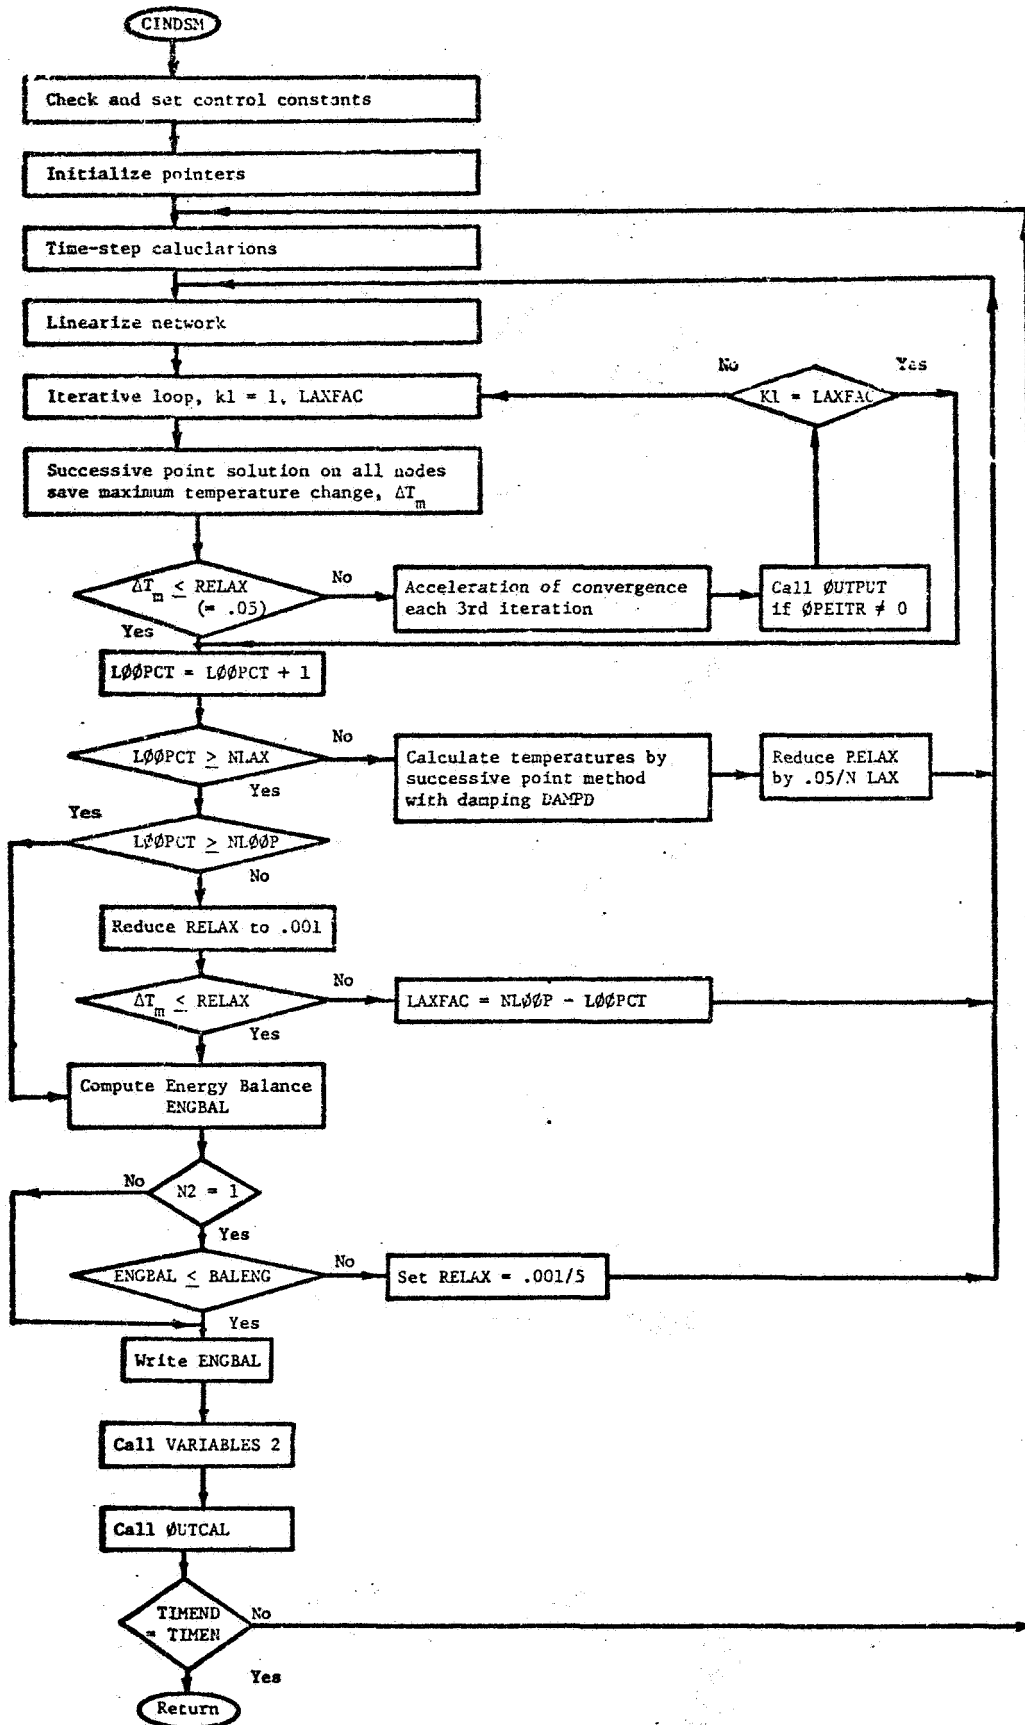 CINDSM
Check and set control constants
Initialize pointers
Time-step caluclarions
Linearize network
No
Yes
Iterative loop, k1 = 1, LAXFAC
K1 = LAXFAC
Successive point solution on all nodes
save maximum temperature change, ΔTm
ΔTm ≤ RELAX
(= .05)
No
Acceleration of convergence
each 3rd iteration
Call ØUTPUT
if ØPEITR ≠ 0
Yes
LØØPCT = LØØPCT + 1
LØØPCT ≥ NLAX
No
Calculate temperatures by
successive point method
with damping DAMPD
Reduce RELAX
by .05/N LAX
Yes
Yes
LØØPCT ≥ NLØØP
No
Reduce RELAX to .001
ΔTm ≤ RELAX
No
LAXFAC = NLØØP - LØØPCT
Yes
Compute Energy Balance
ENGBAL
No
N2 = 1
Yes
ENGBAL ≤ BALENG
No
Set RELAX = .001/5
Yes
Write ENGBAL
Call VARIABLES 2
Call ØUTCAL
TIMEND
= TIMEN
No
Yes
Return